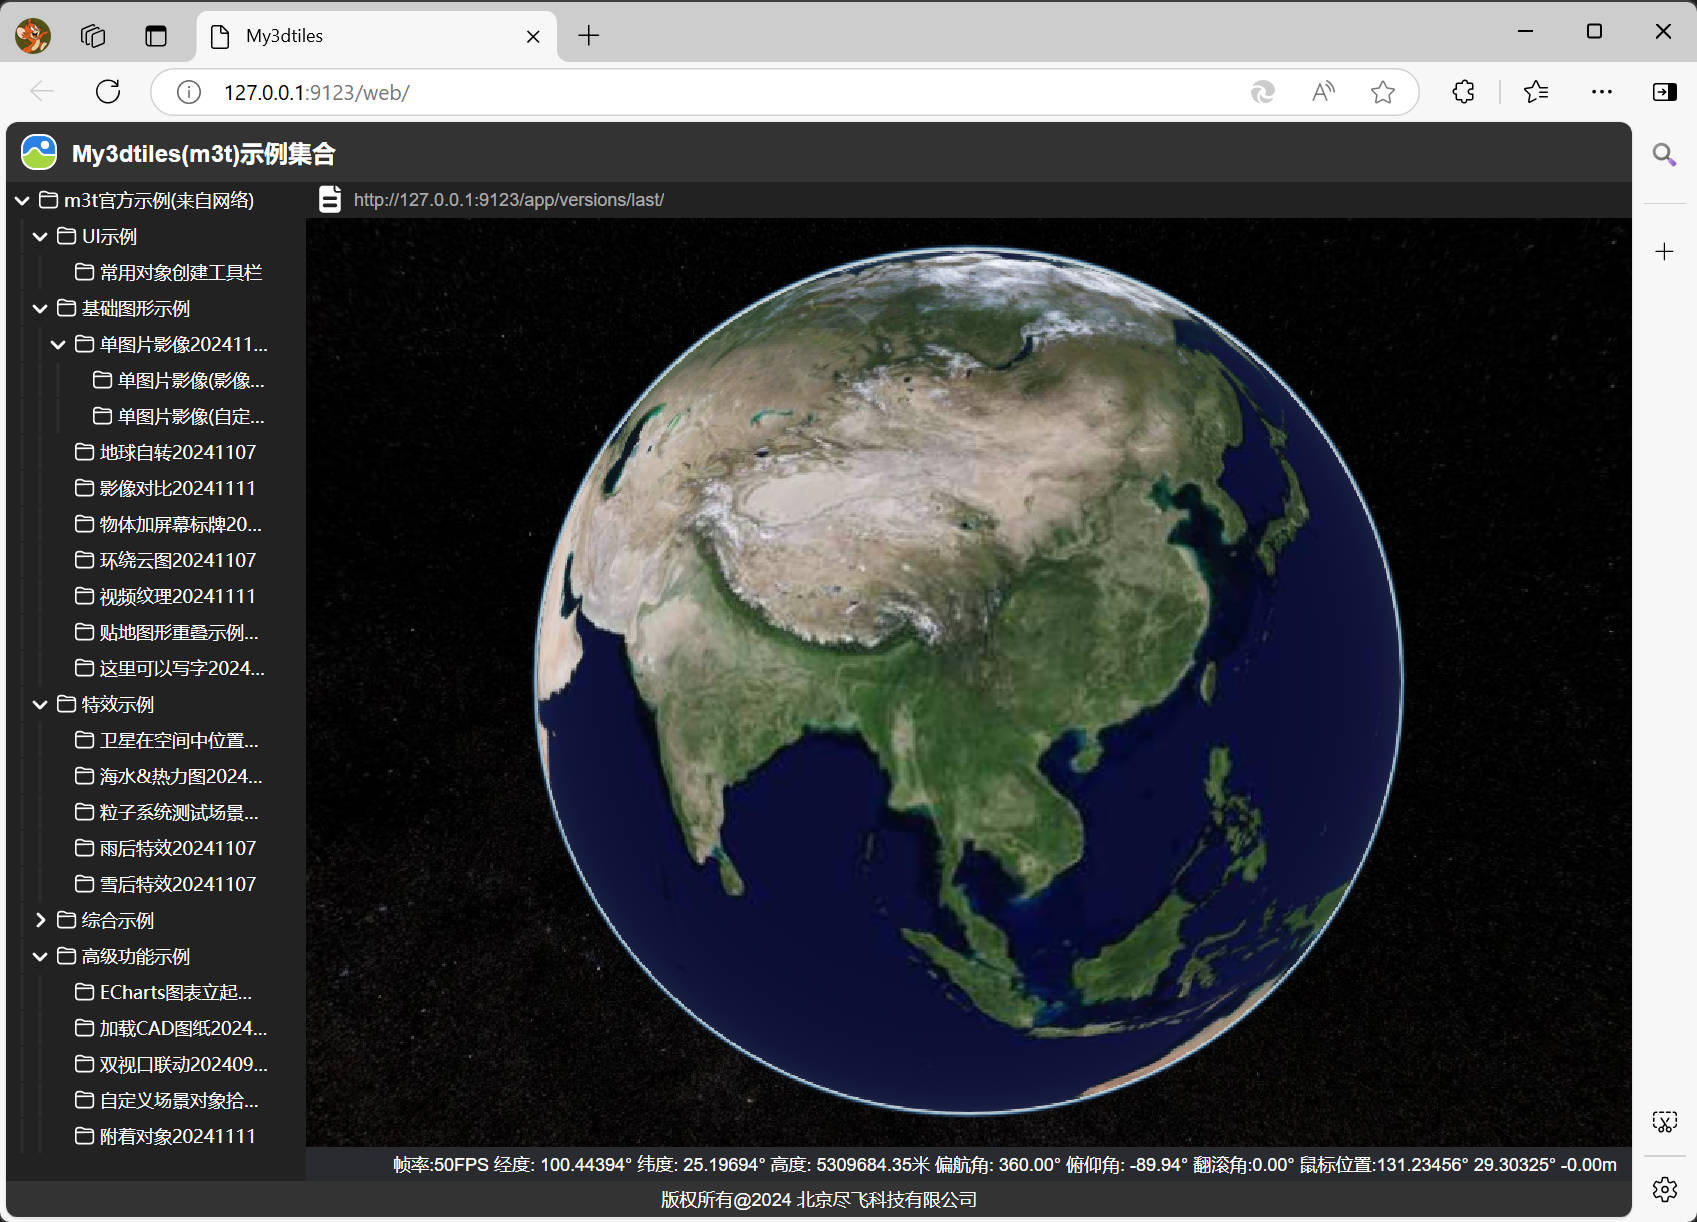 My3dtiles
127.0.0.1:9123/web/
My3dtiles(m3t)示例集合
m3t官方示例(来自网络)
http://127.0.0.1:9123/app/versions/last/
UI示例
常用对象创建工具栏
基础图形示例
单图片影像202411...
单图片影像(影像...
单图片影像(自定...
地球自转20241107
影像对比20241111
物体加屏幕标牌20...
环绕云图20241107
视频纹理20241111
贴地图形重叠示例...
这里可以写字2024...
特效示例
卫星在空间中位置...
海水&热力图2024...
粒子系统测试场景...
雨后特效20241107
雪后特效20241107
综合示例
高级功能示例
ECharts图表立起...
加载CAD图纸2024...
双视口联动202409...
自定义场景对象拾...
附着对象20241111
帧率:50FPS 经度: 100.44394° 纬度: 25.19694° 高度: 5309684.35米 偏航角: 360.00° 俯仰角: -89.94° 翻滚角:0.00° 鼠标位置:131.23456° 29.30325° -0.00m
版权所有@2024 北京尽飞科技有限公司